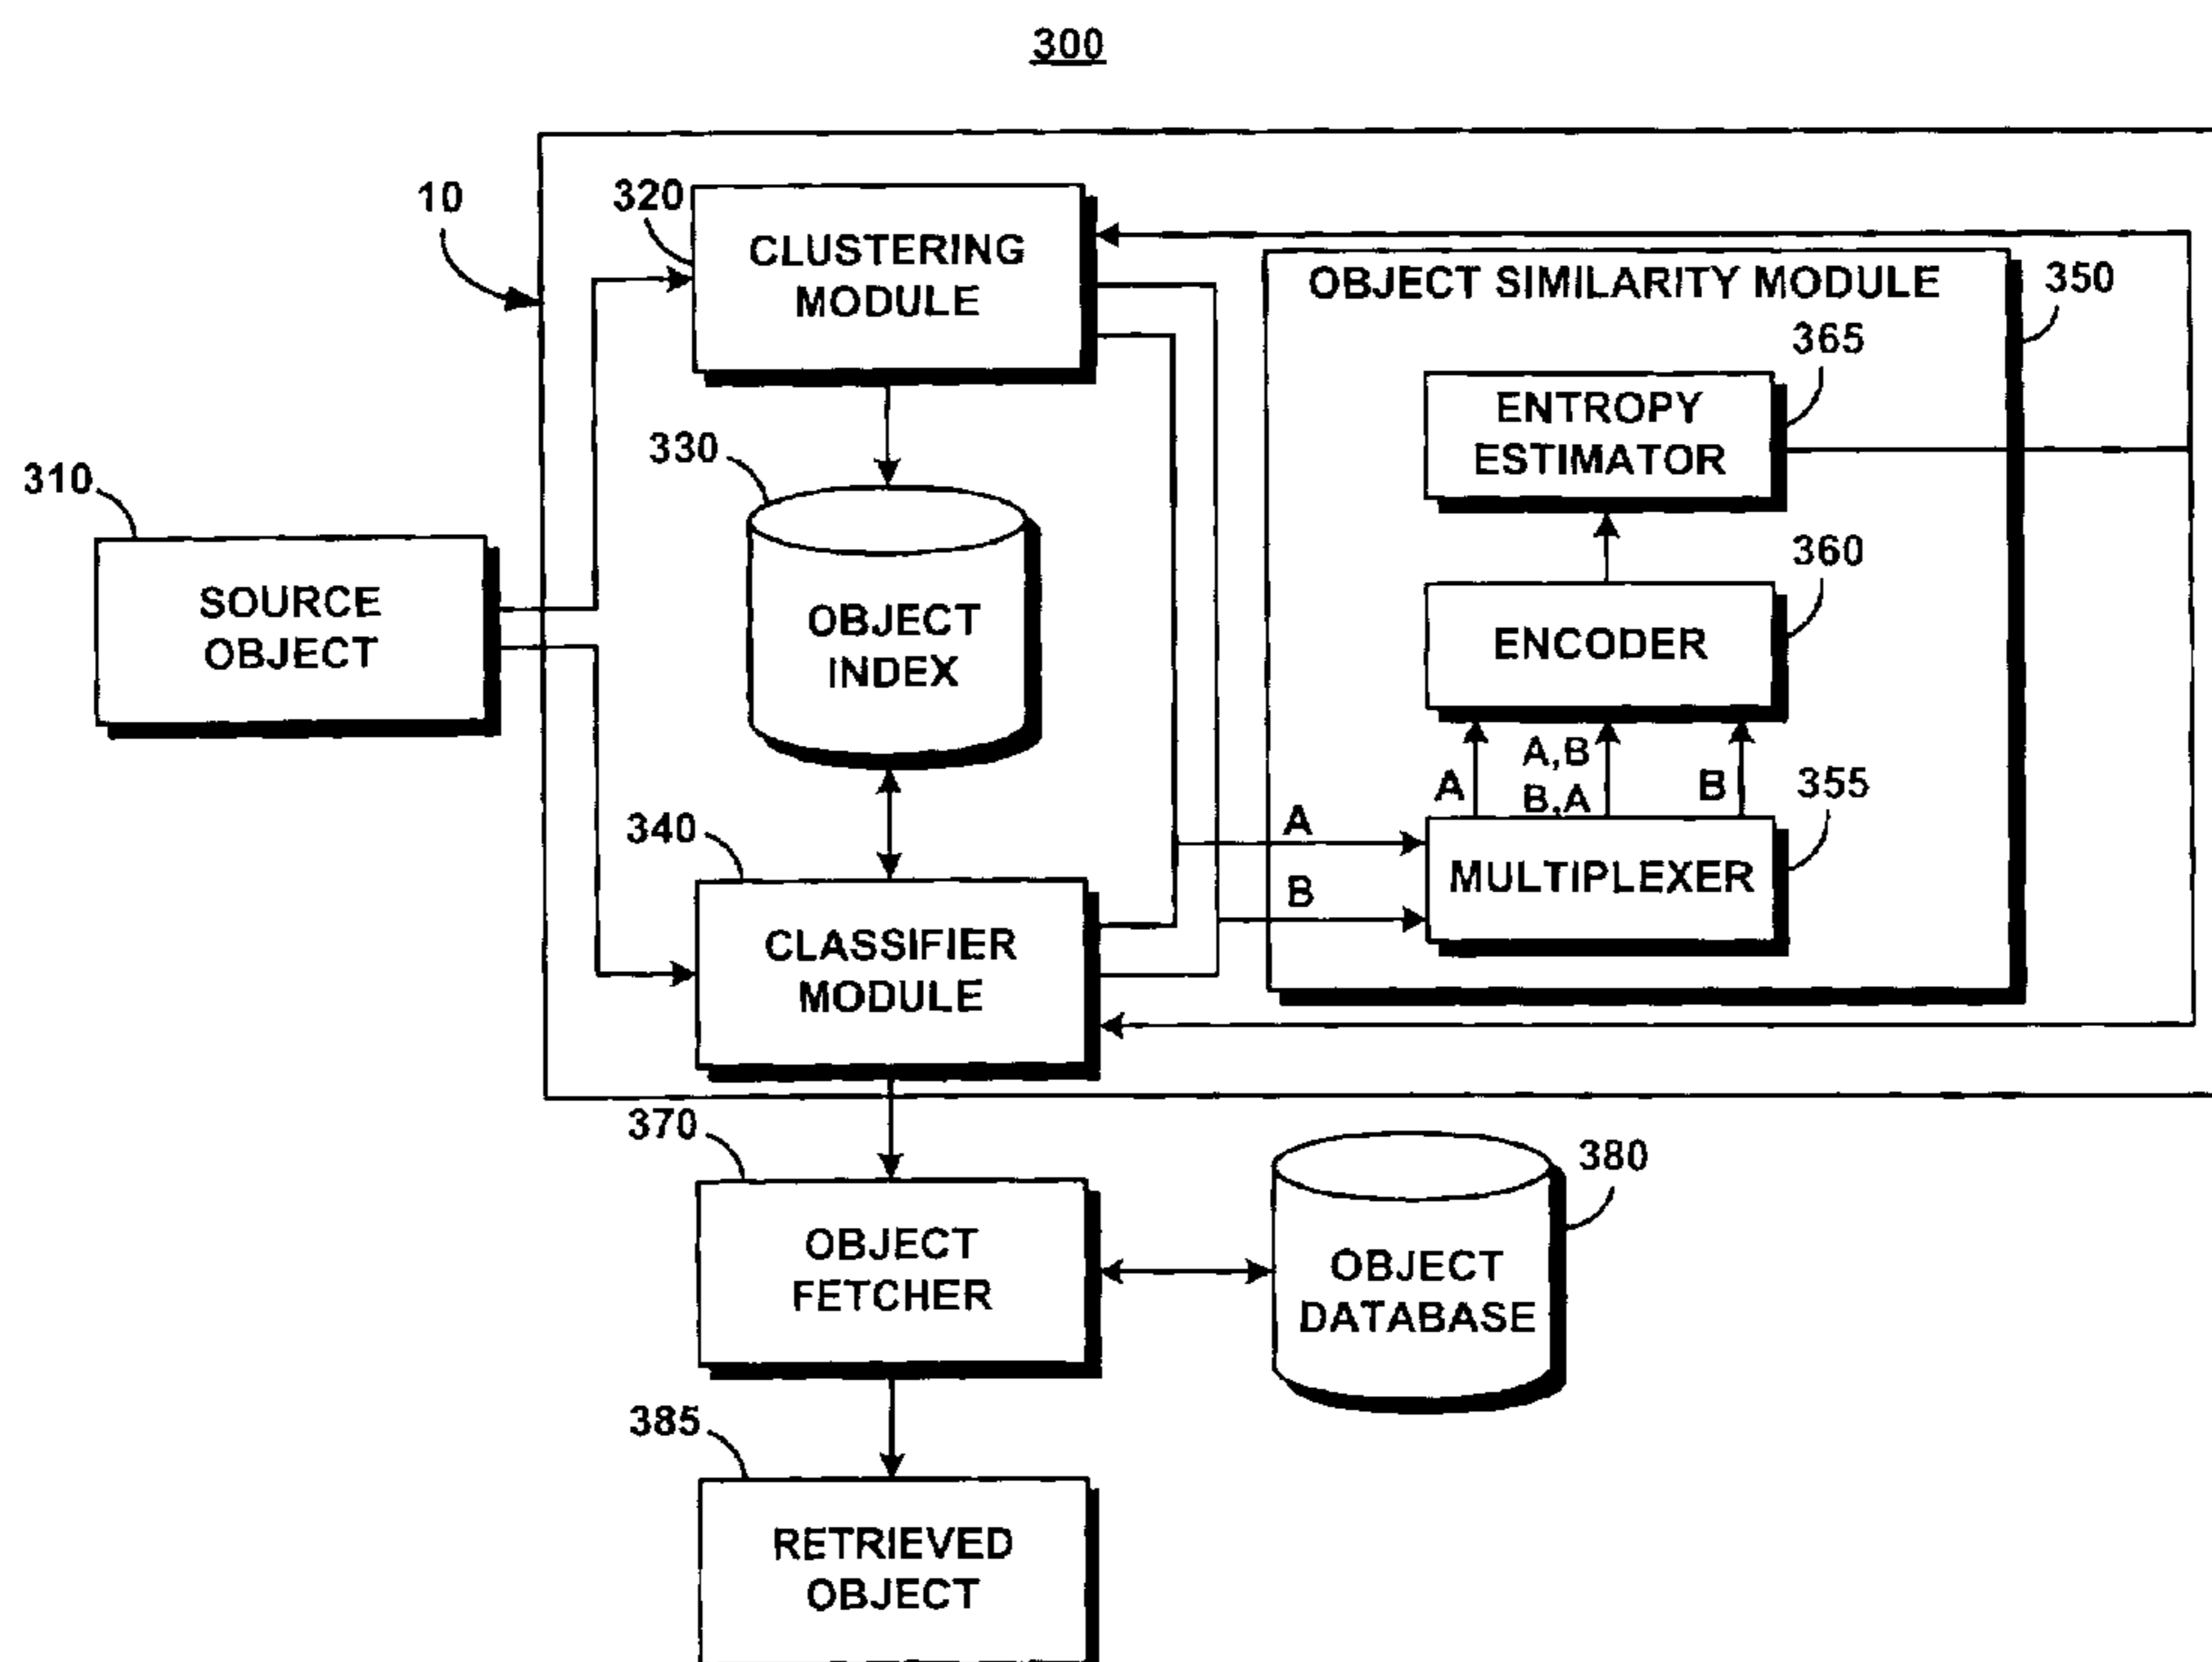 300
10
320
CLUSTERING
MODULE
OBJECT SIMILARITY MODULE
350
365
ENTROPY
ESTIMATOR
330
310
SOURCE
OBJECT
OBJECT
INDEX
360
ENCODER
A
A,B
B,A
B
355
340
A
B
MULTIPLEXER
CLASSIFIER
MODULE
370
380
OBJECT
FETCHER
OBJECT
DATABASE
385
RETRIEVED
OBJECT